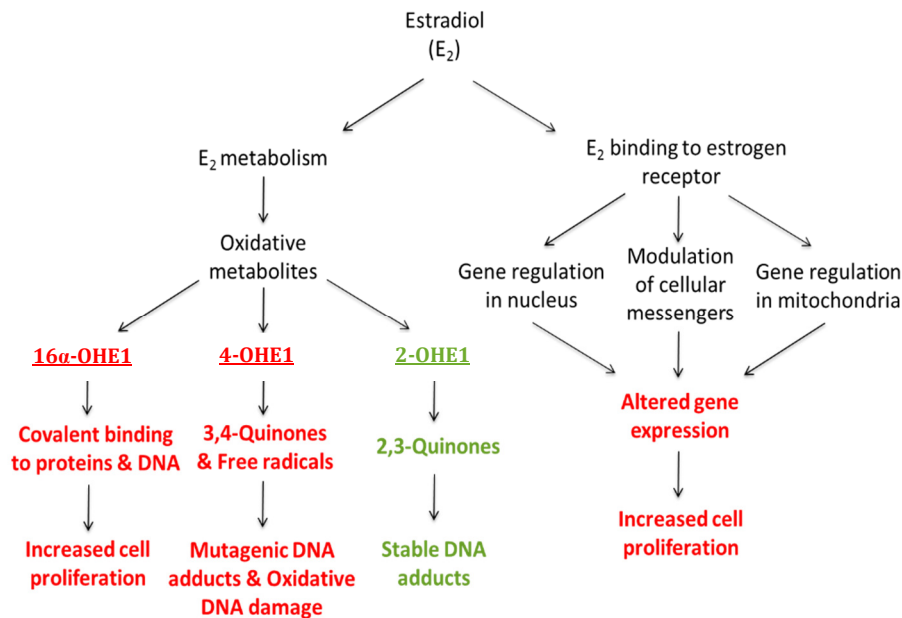 Estradiol
(E₂)
E₂ metabolism
E₂ binding to estrogen
receptor
Oxidative
metabolites
Gene regulation
in nucleus
Modulation
of cellular
messengers
Gene regulation
in mitochondria
16α-OHE1
4-OHE1
2-OHE1
Altered gene
expression
Covalent binding
to proteins & DNA
3,4-Quinones
& Free radicals
2,3-Quinones
Increased cell
proliferation
Increased cell
proliferation
Mutagenic DNA
adducts & Oxidative
DNA damage
Stable DNA
adducts